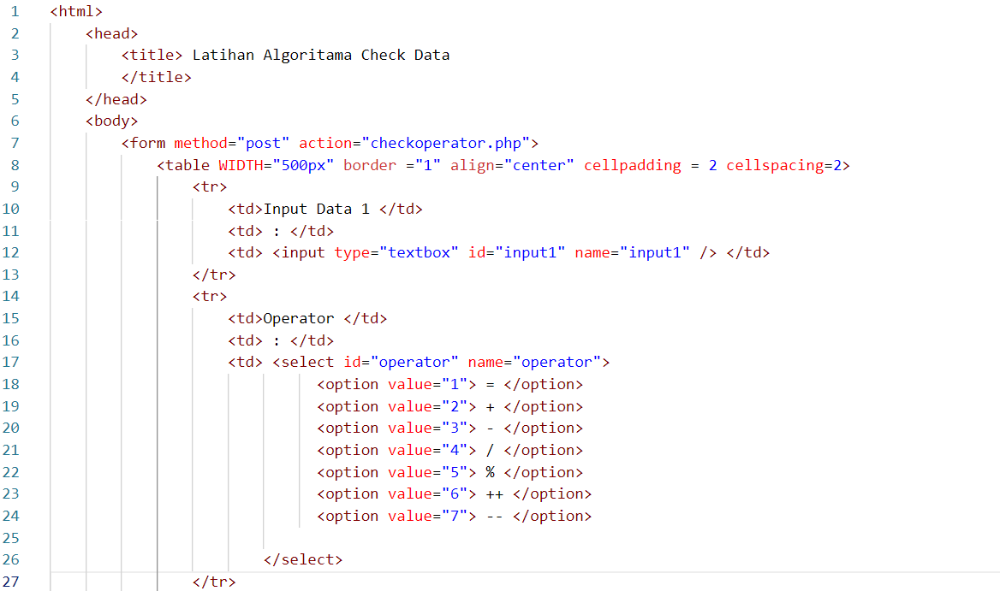 1 <html>
2 <head>
3 <title> Latihan Algoritama Check Data
4 </title>
5 </head>
6 <body>
7 <form method="post" action="checkoperator.php">
8 <table WIDTH="500px" border ="1" align="center" cellpadding = 2 cellspacing=2>
9 <tr>
10 <td>Input Data 1 </td>
11 <td> : </td>
12 <td> <input type="textbox" id="input1" name="input1" /> </td>
13 </tr>
14 <tr>
15 <td>Operator </td>
16 <td> : </td>
17 <td> <select id="operator" name="operator">
18 <option value="1"> = </option>
19 <option value="2"> + </option>
20 <option value="3"> - </option>
21 <option value="4"> / </option>
22 <option value="5"> % </option>
23 <option value="6"> ++ </option>
24 <option value="7"> -- </option>
25
26 </select>
27 </tr>